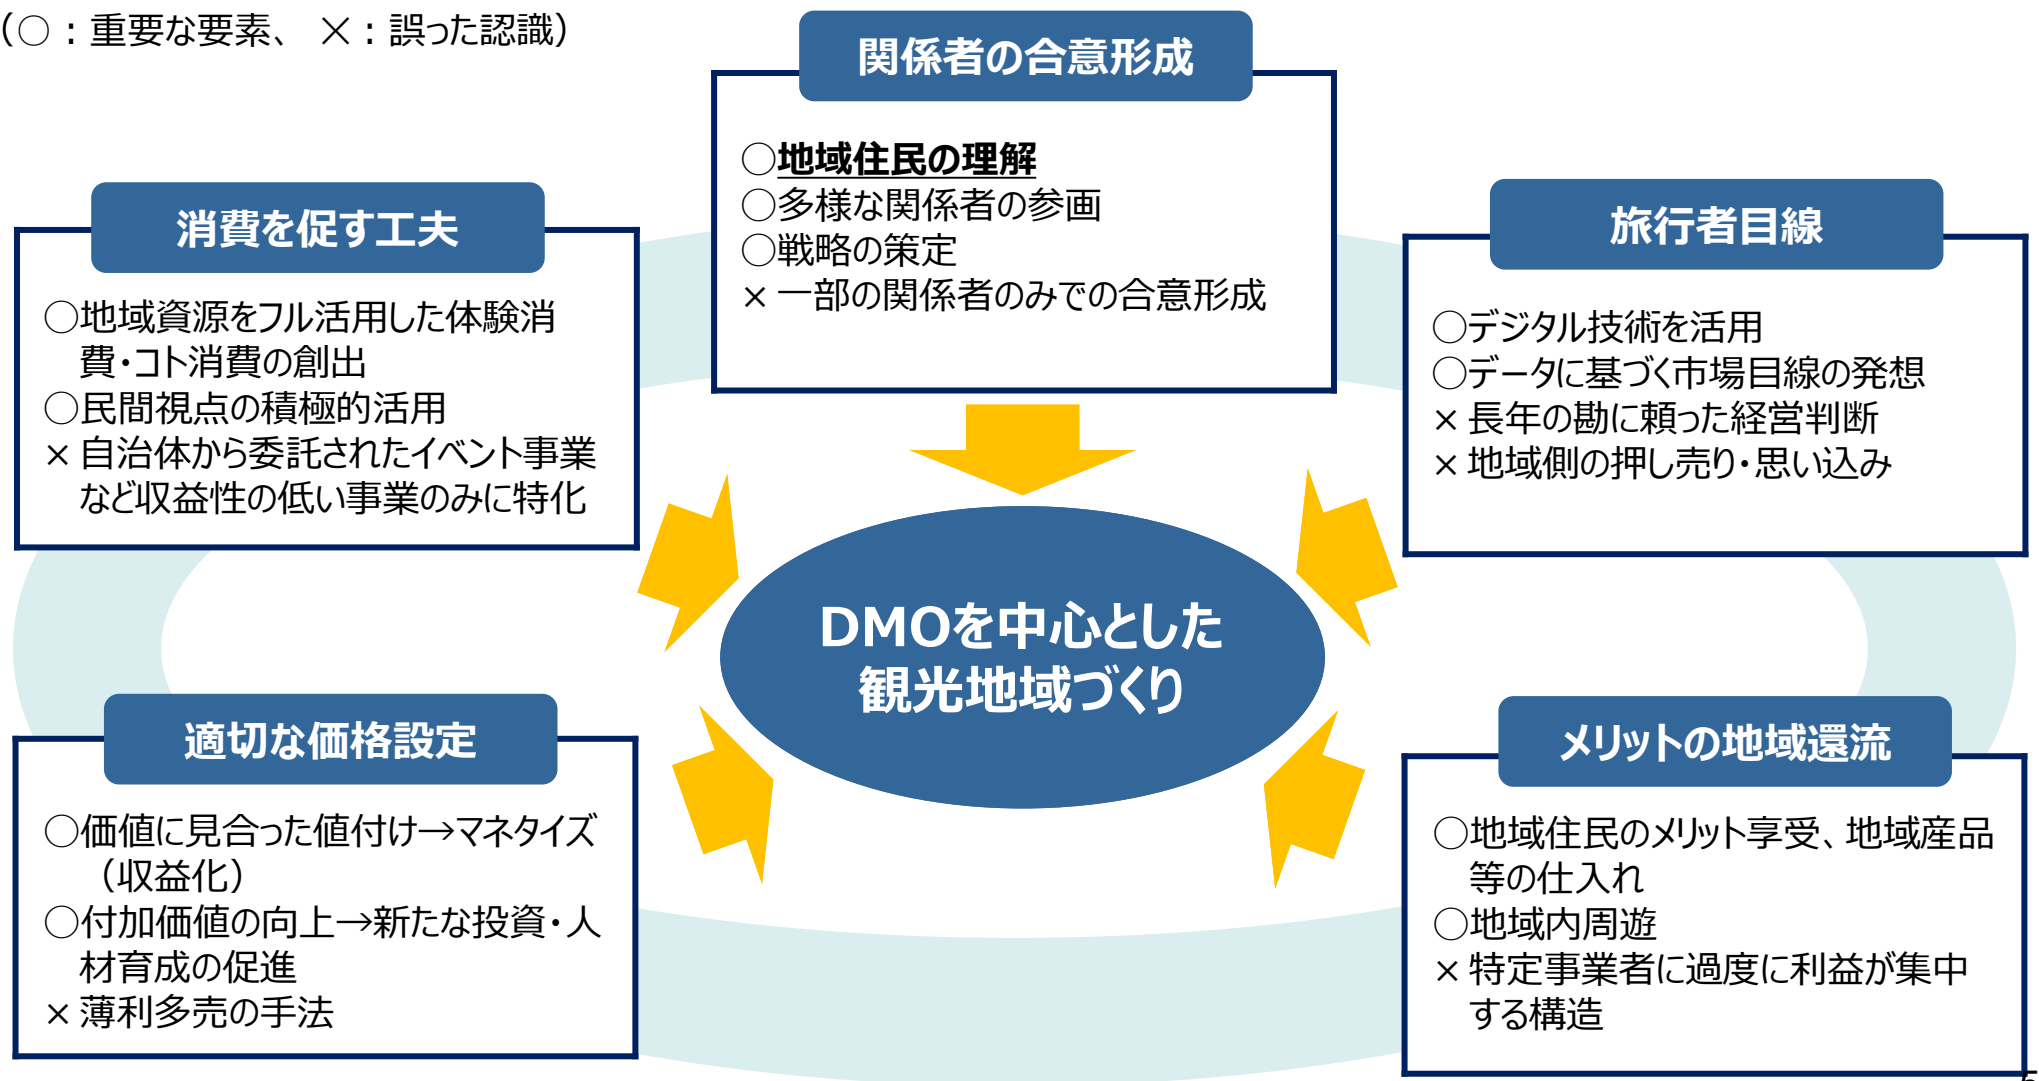 （○：重要な要素、 ×：誤った認識）
関係者の合意形成
○地域住民の理解
○多様な関係者の参画
○戦略の策定
× 一部の関係者のみでの合意形成
消費を促す工夫
○地域資源をフル活用した体験消
費・コト消費の創出
○民間視点の積極的活用
× 自治体から委託されたイベント事業
など収益性の低い事業のみに特化
旅行者目線
○デジタル技術を活用
○データに基づく市場目線の発想
× 長年の勘に頼った経営判断
× 地域側の押し売り・思い込み
DMOを中心とした
観光地域づくり
適切な価格設定
○価値に見合った値付け→マネタイズ
（収益化）
○付加価値の向上→新たな投資・人
材育成の促進
× 薄利多売の手法
メリットの地域還流
○地域住民のメリット享受、地域産品
等の仕入れ
○地域内周遊
× 特定事業者に過度に利益が集中
する構造